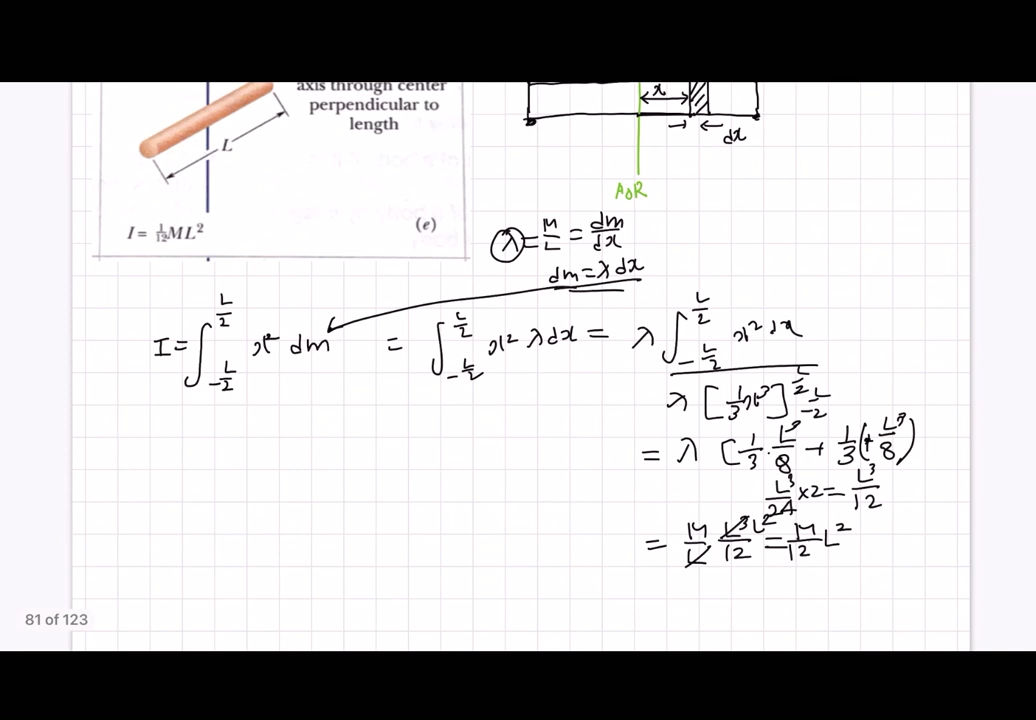 axis through center
perpendicular to
length
L
I = 1/12 ML²
(e)
x
dx
AOR
λ = M/L = dm/dx
dm = λ dx
I = ∫_{-L/2}^{L/2} x² dm = ∫_{-L/2}^{L/2} x² λ dx = λ ∫_{-L/2}^{L/2} x² dx
λ [1/3 x³]^{L/2}_{-L/2}
= λ [1/3 · L³/8 + 1/3 (+ L³/8)
L³/24 × 2 = L³/12
= M/L L³/12 L² = M/12 L²
81 of 123